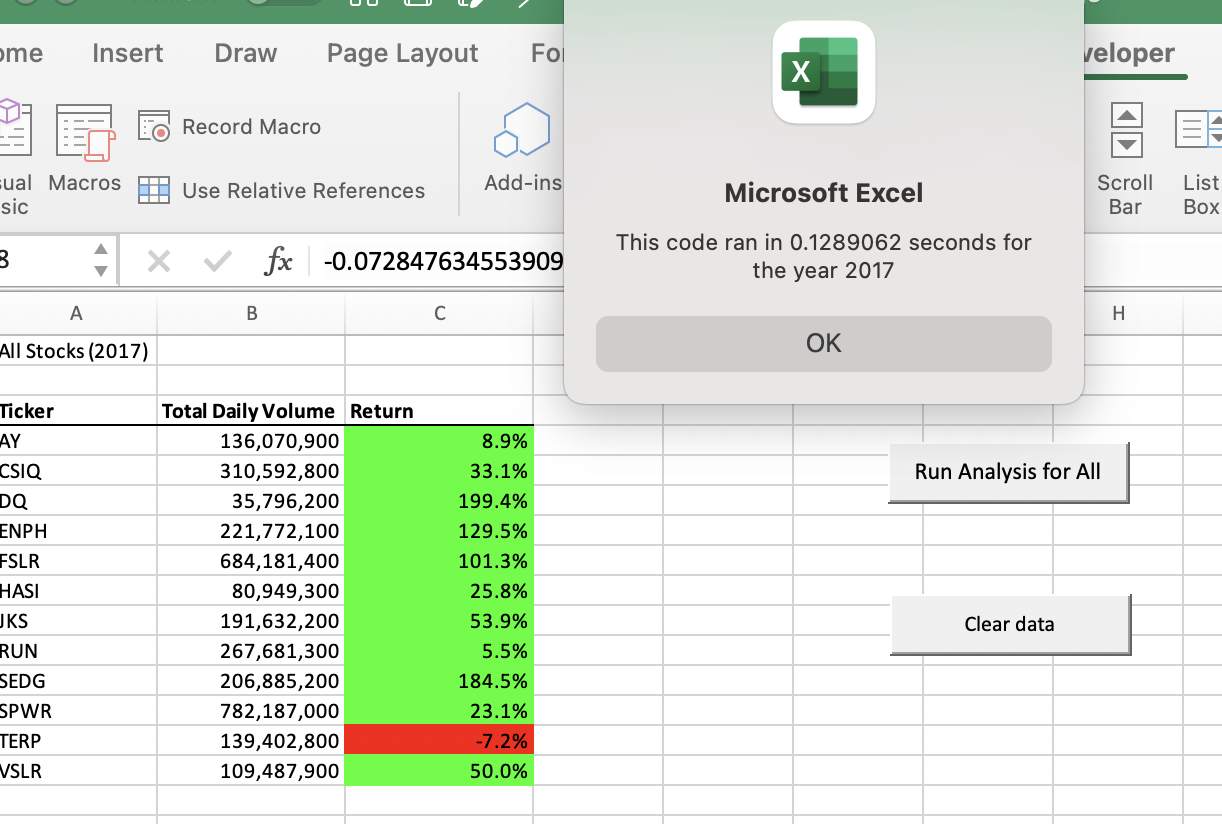 ome Insert Draw Page Layout Fo veloper
Record Macro
Use Relative References
sual
sic
Macros
Add-ins
Scroll
Bar
List
Box
X
Microsoft Excel
This code ran in 0.1289062 seconds for
the year 2017
OK
8 fx -0.072847634553909
A B C H
All Stocks (2017)
Ticker Total Daily Volume Return
AY 136,070,900 8.9%
CSIQ 310,592,800 33.1%
DQ 35,796,200 199.4%
ENPH 221,772,100 129.5%
FSLR 684,181,400 101.3%
HASI 80,949,300 25.8%
JKS 191,632,200 53.9%
RUN 267,681,300 5.5%
SEDG 206,885,200 184.5%
SPWR 782,187,000 23.1%
TERP 139,402,800 -7.2%
VSLR 109,487,900 50.0%
Run Analysis for All
Clear data